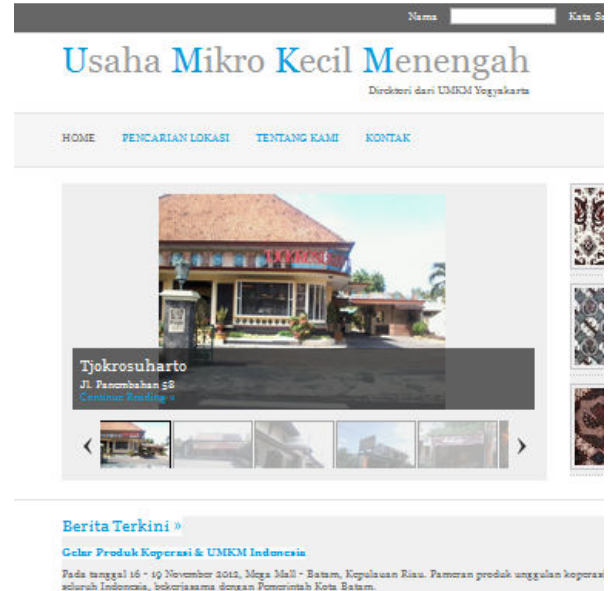 Nama Kata
Usaha Mikro Kecil Menengah
Direktori dari UMKM Yogyakarta
HOME PENCARIAN LOKASI TENTANG KAMI KONTAK
Tjokrosuharto
Jl. Panembahan 58
Continue Reading »
Berita Terkini »
Gelar Produk Koperasi & UMKM Indonesia
Pada tanggal 16 - 19 November 2012, Mega Mall - Batam, Kepulauan Riau. Pameran produk unggulan koperasi
seluruh Indonesia, bekerjasama dengan Pemerintah Kota Batam.